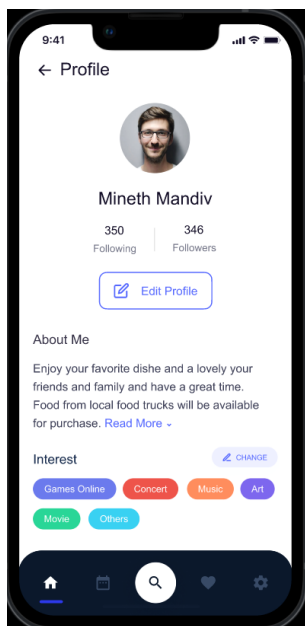 9:41
Profile
Mineth Mandiv
350 346
Following Followers
Edit Profile
About Me
Enjoy your favorite dishe and a lovely your
friends and family and have a great time.
Food from local food trucks will be available
for purchase. Read More
Interest CHANGE
Games Online Concert Music Art
Movie Others